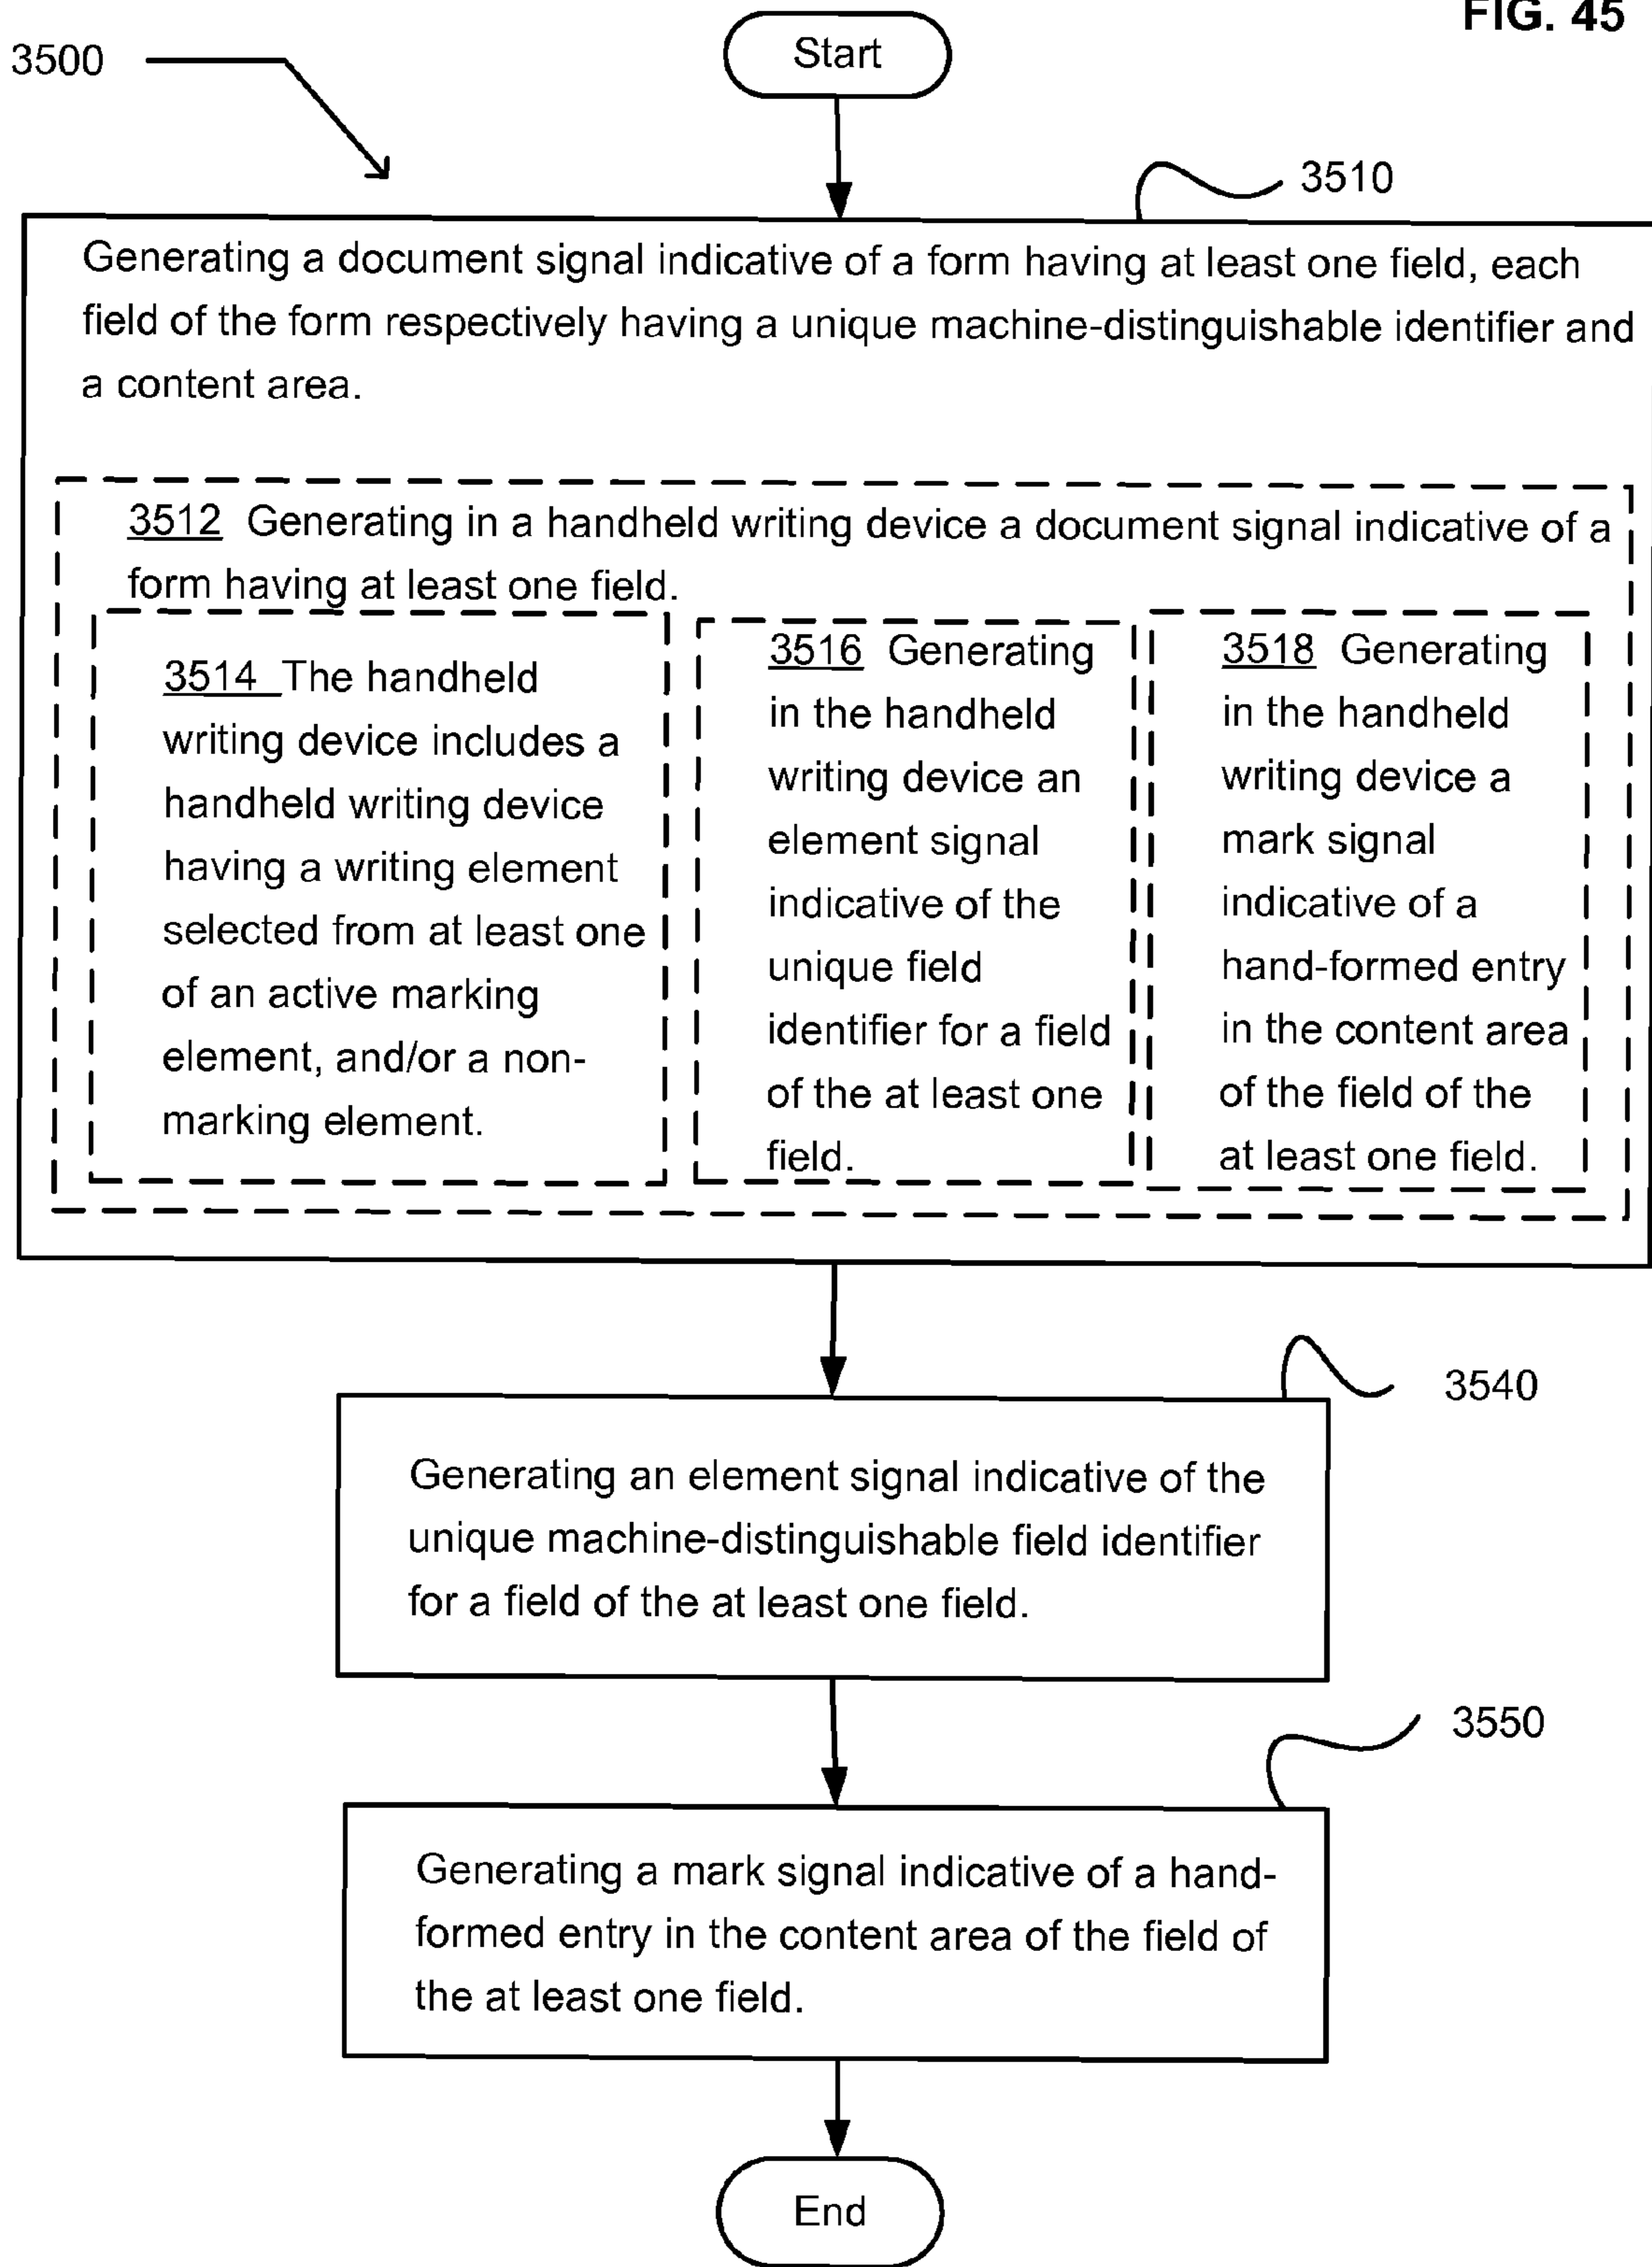 FIG. 45
3500
Start
3510
Generating a document signal indicative of a form having at least one field, each
field of the form respectively having a unique machine-distinguishable identifier and
a content area.
3512 Generating in a handheld writing device a document signal indicative of a
form having at least one field.
3514 The handheld
writing device includes a
handheld writing device
having a writing element
selected from at least one
of an active marking
element, and/or a non-
marking element.
3516 Generating
in the handheld
writing device an
element signal
indicative of the
unique field
identifier for a field
of the at least one
field.
3518 Generating
in the handheld
writing device a
mark signal
indicative of a
hand-formed entry
in the content area
of the field of the
at least one field.
3540
Generating an element signal indicative of the
unique machine-distinguishable field identifier
for a field of the at least one field.
3550
Generating a mark signal indicative of a hand-
formed entry in the content area of the field of
the at least one field.
End